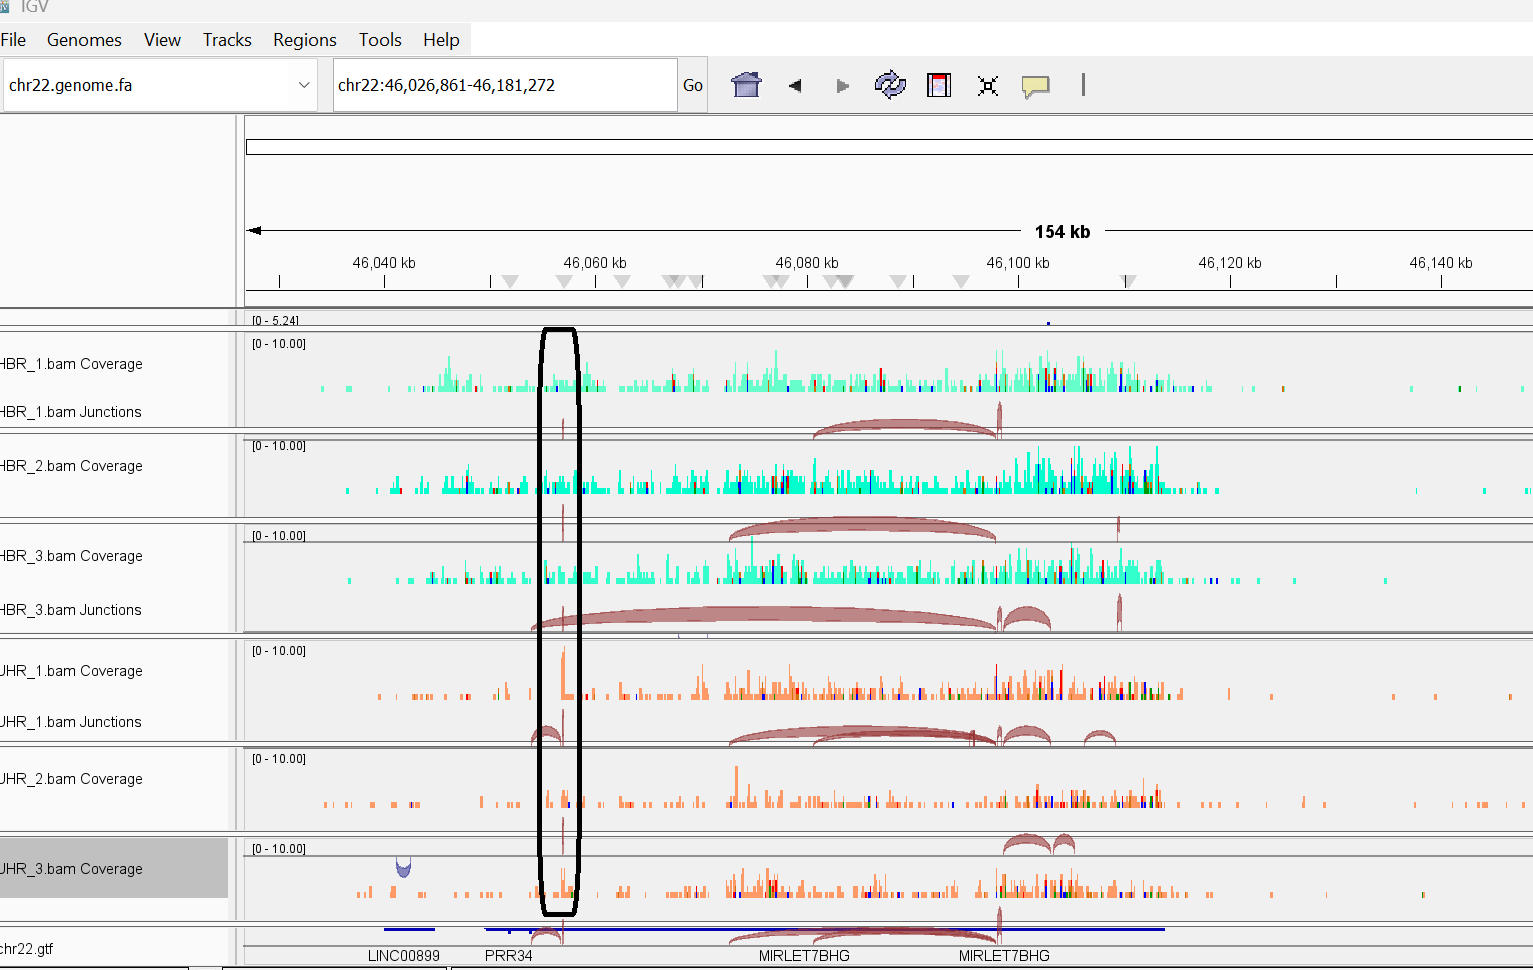 IGV
File Genomes View Tracks Regions Tools Help
chr22.genome.fa chr22:46,026,861-46,181,272 Go
154 kb
46,040 kb 46,060 kb 46,080 kb 46,100 kb 46,120 kb 46,140 kb
[0 - 5.24]
[0 - 10.00]
HBR_1.bam Coverage
HBR_1.bam Junctions
[0 - 10.00]
HBR_2.bam Coverage
[0 - 10.00]
HBR_3.bam Coverage
HBR_3.bam Junctions
[0 - 10.00]
UHR_1.bam Coverage
UHR_1.bam Junctions
[0 - 10.00]
UHR_2.bam Coverage
[0 - 10.00]
UHR_3.bam Coverage
chr22.gtf
LINC00899 PRR34 MIRLET7BHG MIRLET7BHG